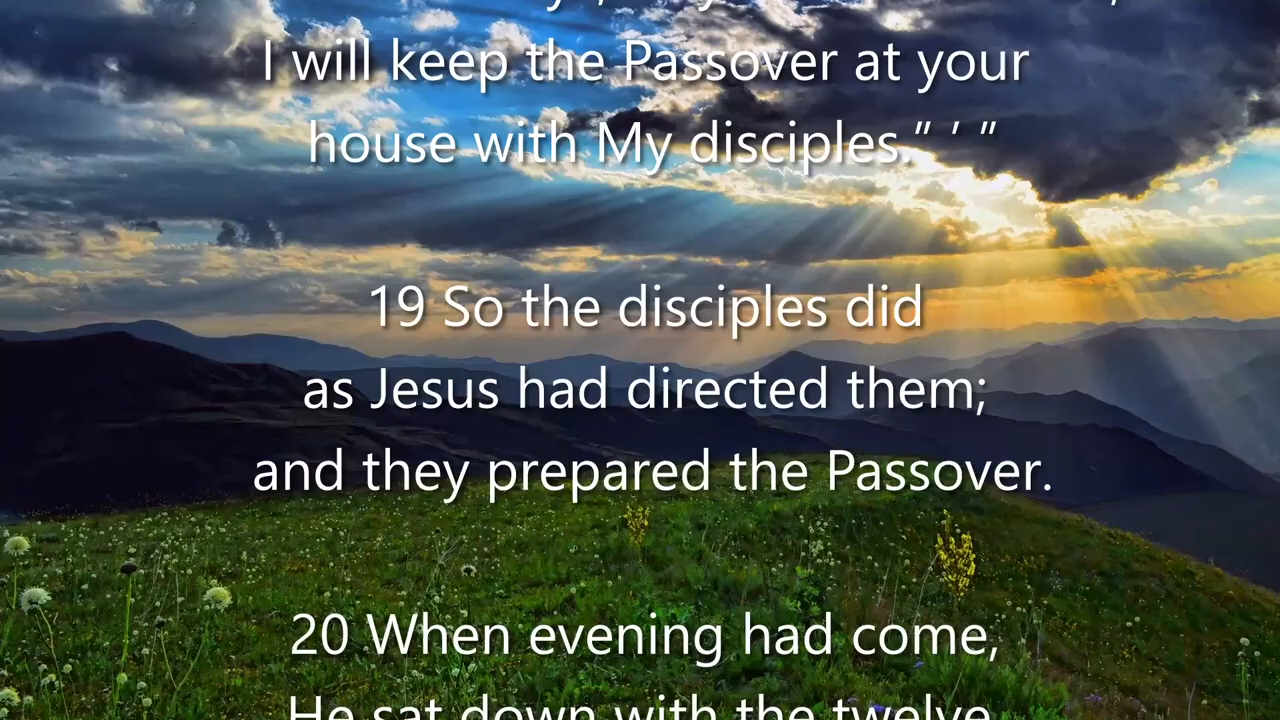 I will keep the Passover at your
house with My disciples.” ’ ”
19 So the disciples did
as Jesus had directed them;
and they prepared the Passover.
20 When evening had come,
He sat down with the twelve